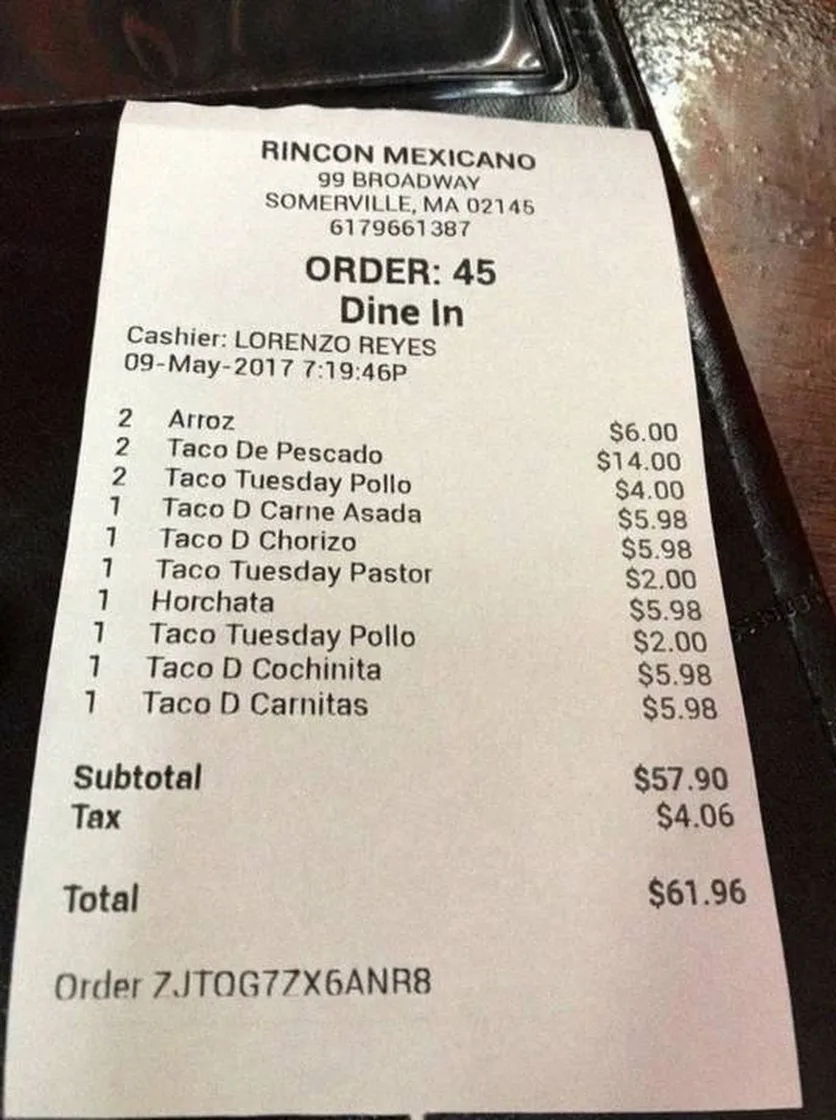 RINCON MEXICANO
99 BROADWAY
SOMERVILLE, MA 02145
6179661387
ORDER: 45
Dine In
Cashier: LORENZO REYES
09-May-2017 7:19:46P
2 Arroz $6.00
2 Taco De Pescado $14.00
2 Taco Tuesday Pollo $4.00
1 Taco D Carne Asada $5.98
1 Taco D Chorizo $5.98
1 Taco Tuesday Pastor $2.00
1 Horchata $5.98
1 Taco Tuesday Pollo $2.00
1 Taco D Cochinita $5.98
1 Taco D Carnitas $5.98
Subtotal $57.90
Tax $4.06
Total $61.96
Order ZJTQG7ZX6ANR8